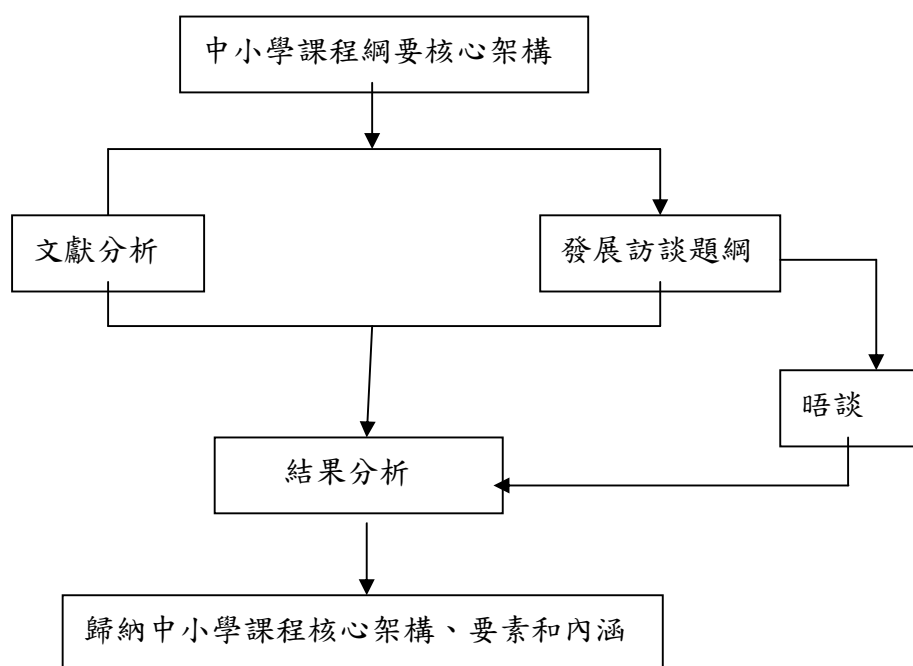 中小學課程綱要核心架構
文獻分析
發展訪談題綱
晤談
結果分析
歸納中小學課程核心架構、要素和內涵